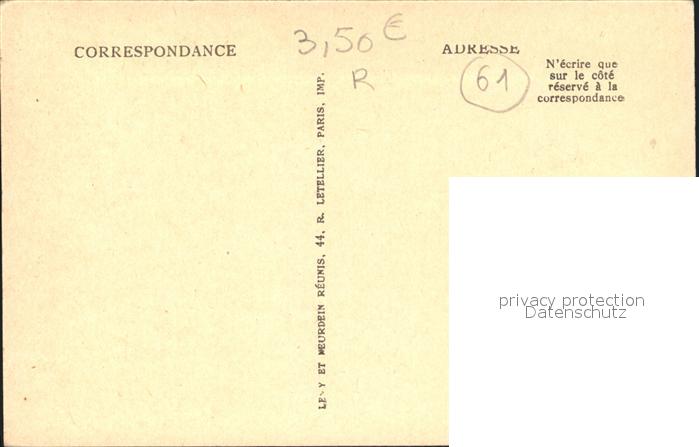 CORRESPONDANCE
3,50 €
R
ADRESSE
61
N'écrire que
sur le côté
réservé à la
correspondance
LEVY ET NEURDEIN RÉUNIS, 44, R. LETELLIER, PARIS, IMP.
privacy protection
Datenschutz